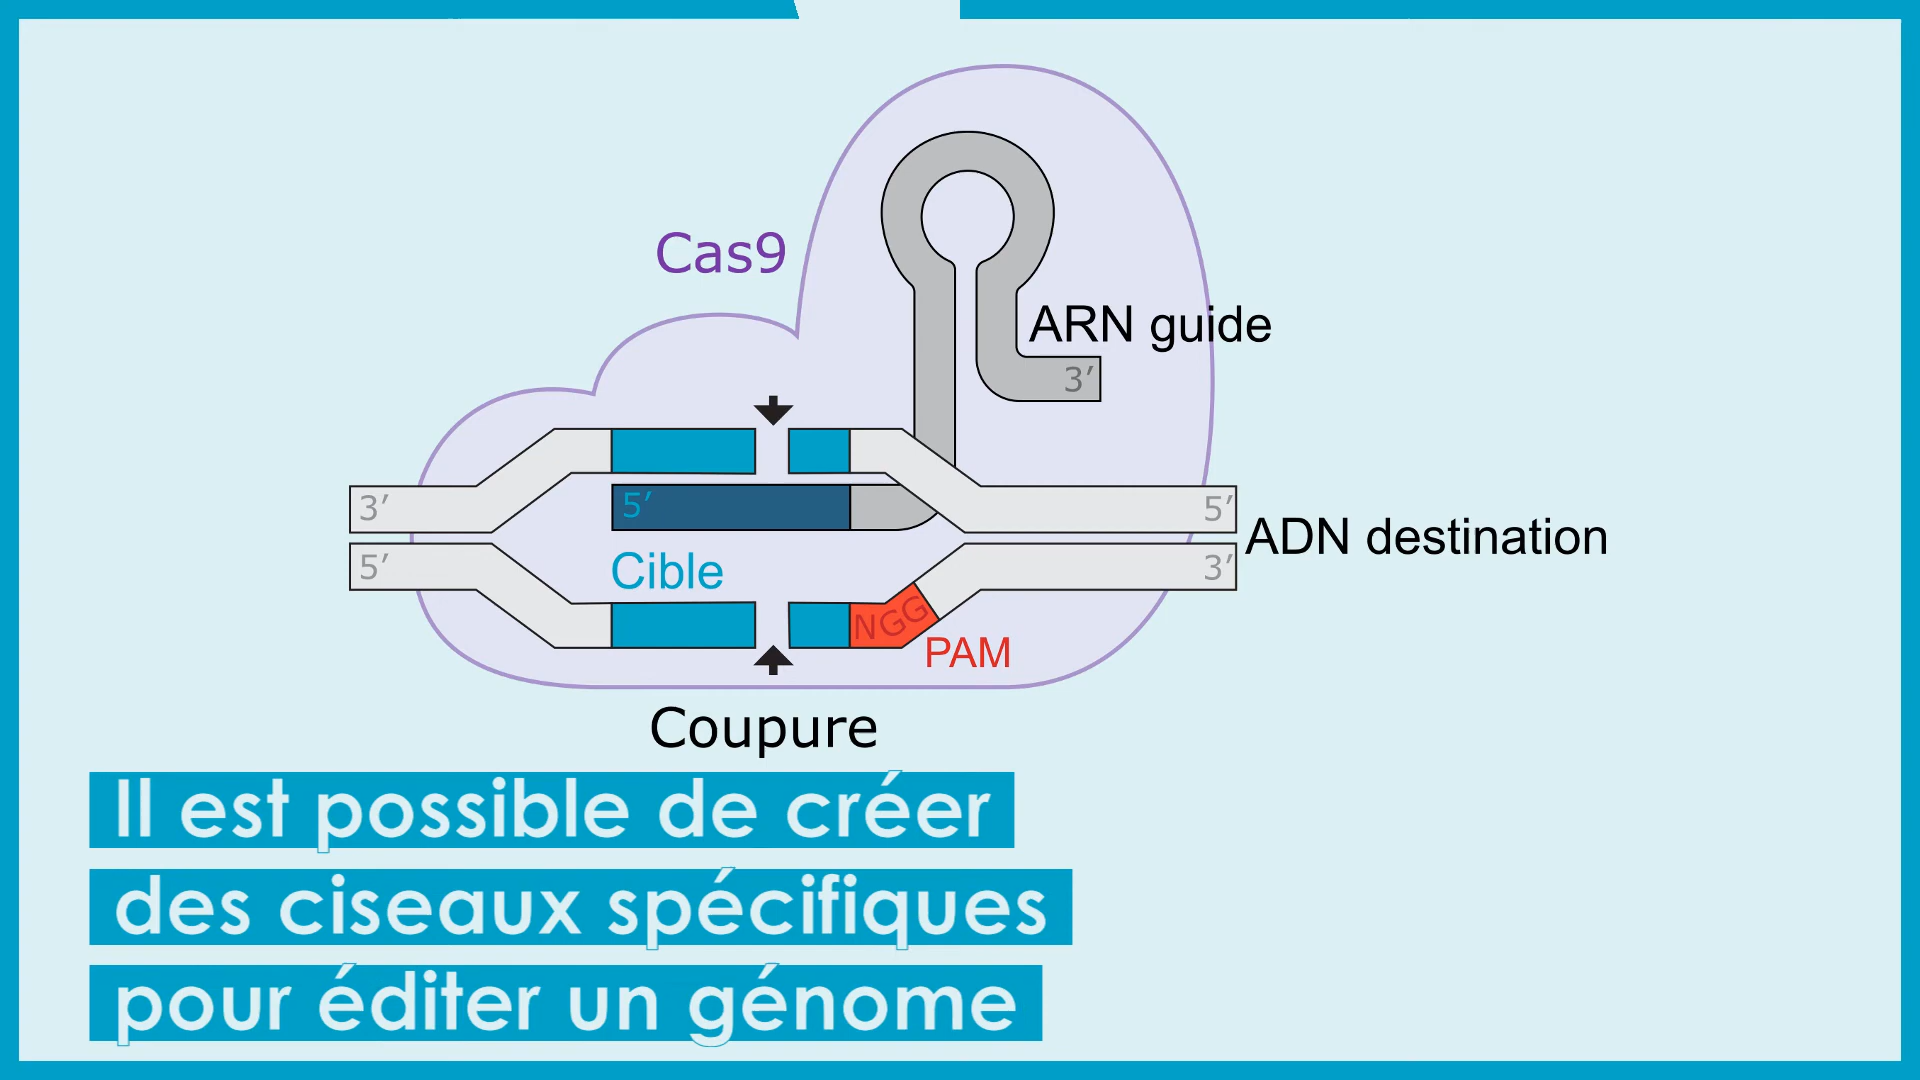 Cas9
ARN guide
3′
3′
5′
5′
ADN destination
5′
3′
Cible
NGG
PAM
Coupure
Il est possible de créer
des ciseaux spécifiques
pour éditer un génome